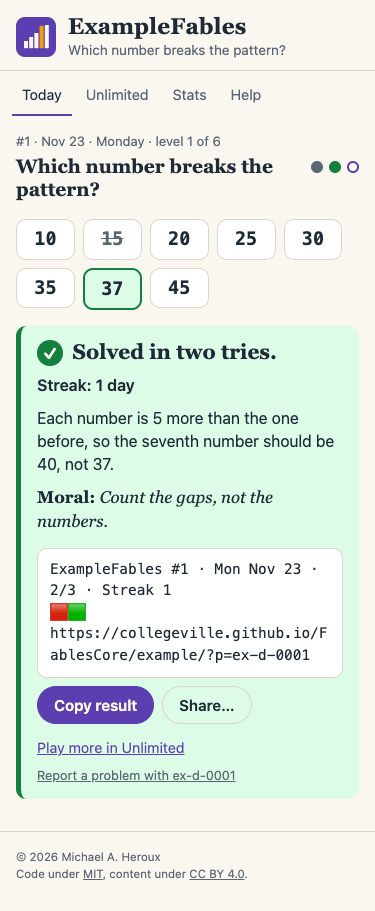 ExampleFables
Which number breaks the pattern?
Today Unlimited Stats Help
#1 · Nov 23 · Monday · level 1 of 6
Which number breaks the
pattern?
10 15 20 25 30
35 37 45
Solved in two tries.
Streak: 1 day
Each number is 5 more than the one
before, so the seventh number should be
40, not 37.
Moral: Count the gaps, not the
numbers.
ExampleFables #1 · Mon Nov 23 ·
2/3 · Streak 1
🟥🟩
https://collegeville.github.io/F
ablesCore/example/?p=ex-d-0001
Copy result Share...
Play more in Unlimited
Report a problem with ex-d-0001
© 2026 Michael A. Heroux
Code under MIT, content under CC BY 4.0.